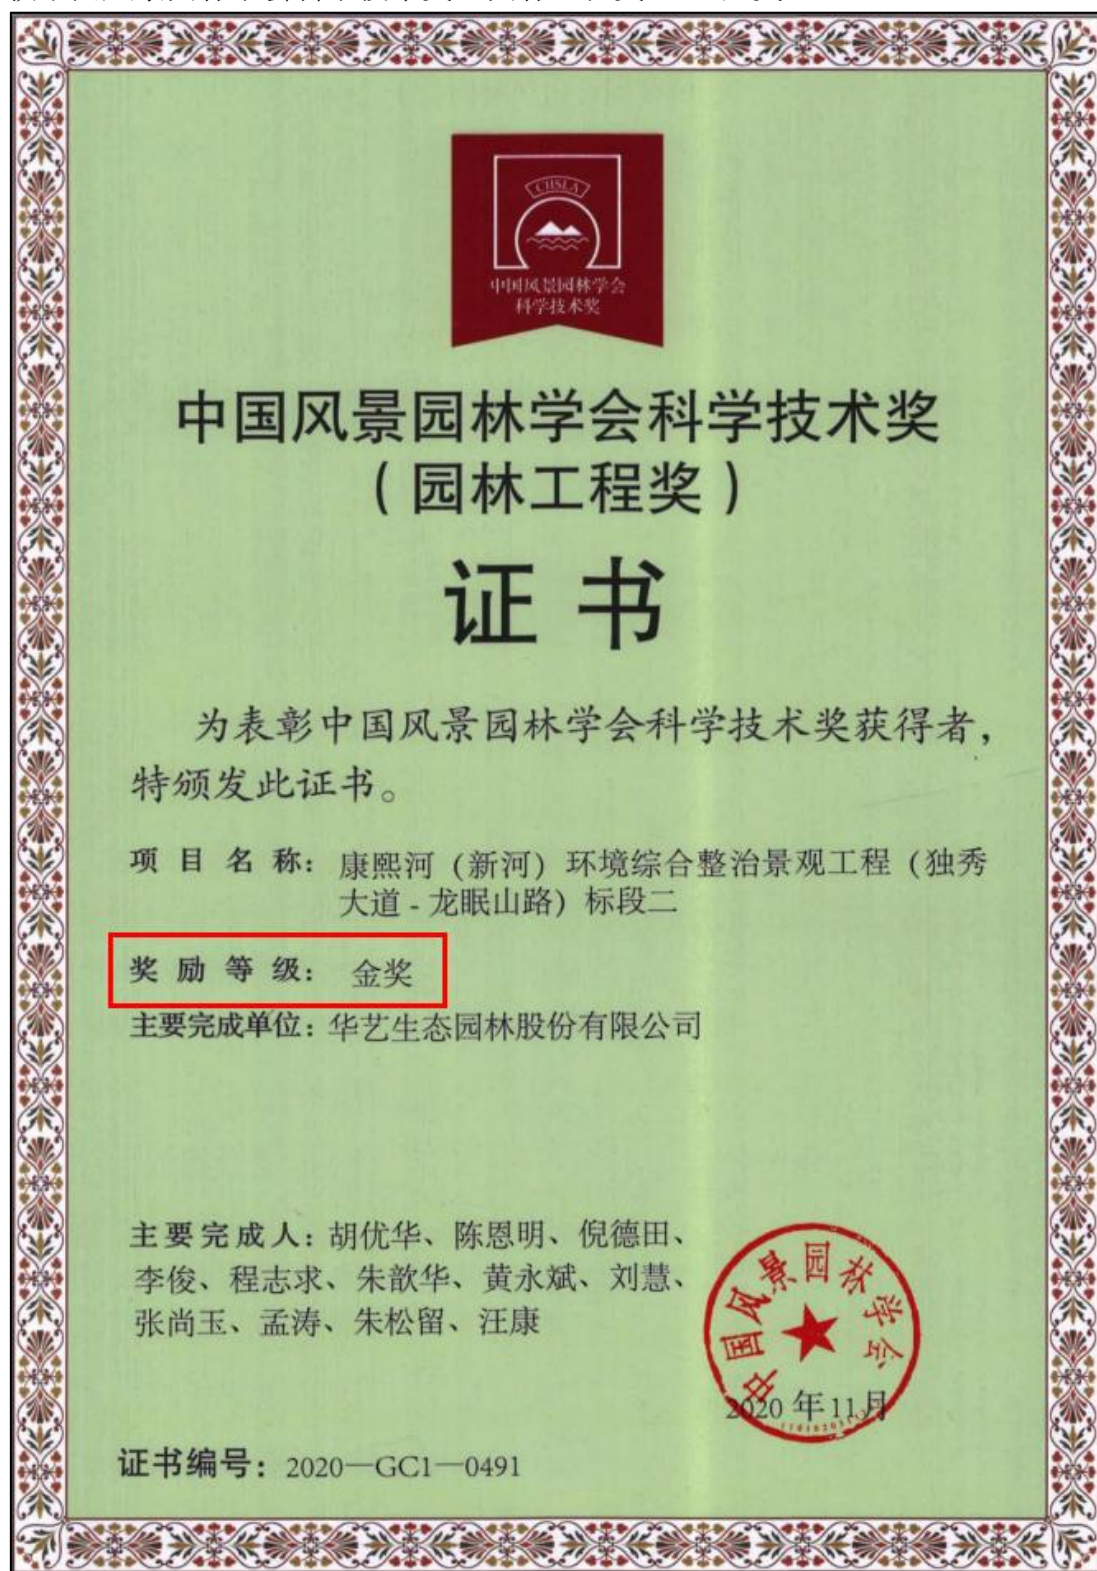 CHSLA
中国风景园林学会
科学技术奖
中国风景园林学会科学技术奖
（园林工程奖）
证书
为表彰中国风景园林学会科学技术奖获得者，
特颁发此证书。
项目名称：康熙河（新河）环境综合整治景观工程（独秀
大道-龙眠山路）标段二
奖励等级：金奖
主要完成单位：华艺生态园林股份有限公司
主要完成人：胡优华、陈恩明、倪德田、
李俊、程志求、朱歆华、黄永斌、刘慧、
张尚玉、孟涛、朱松留、汪康
中国风景园林学会
2020年11月
证书编号：2020—GC1—0491